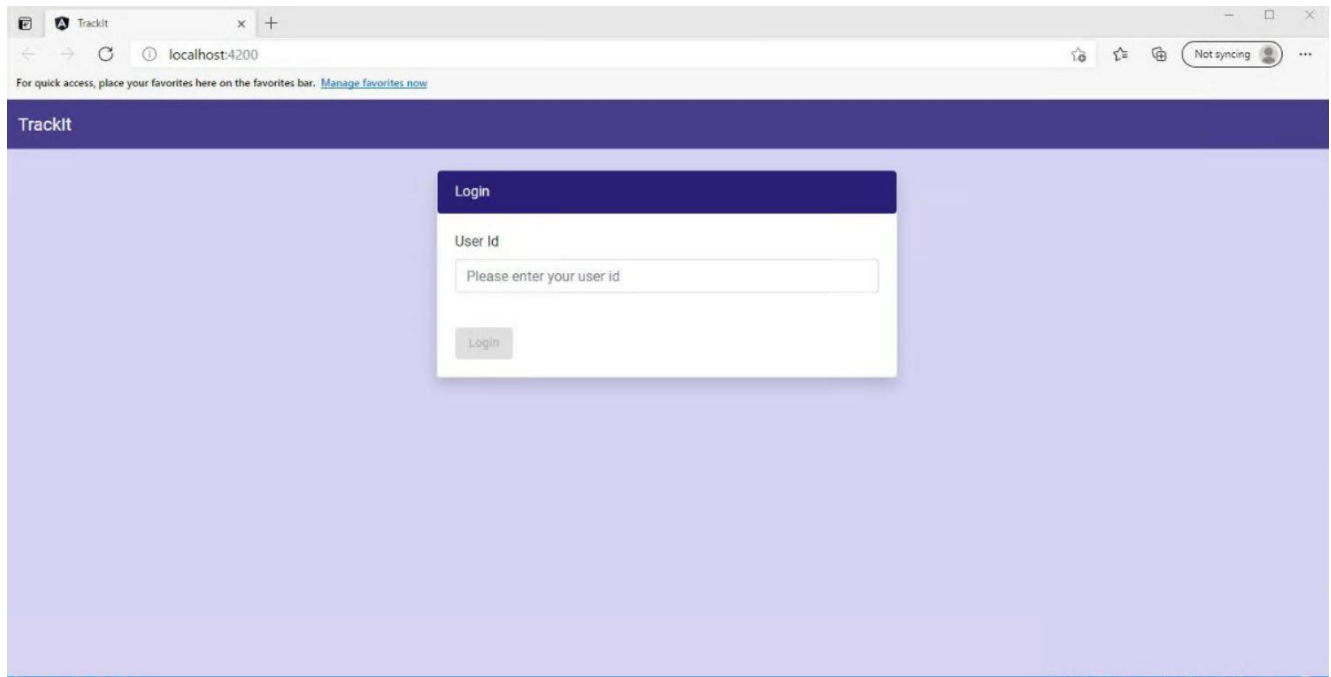 TrackIt
localhost:4200
Not syncing
For quick access, place your favorites here on the favorites bar. Manage favorites now
TrackIt
Login
User Id
Please enter your user id
Login